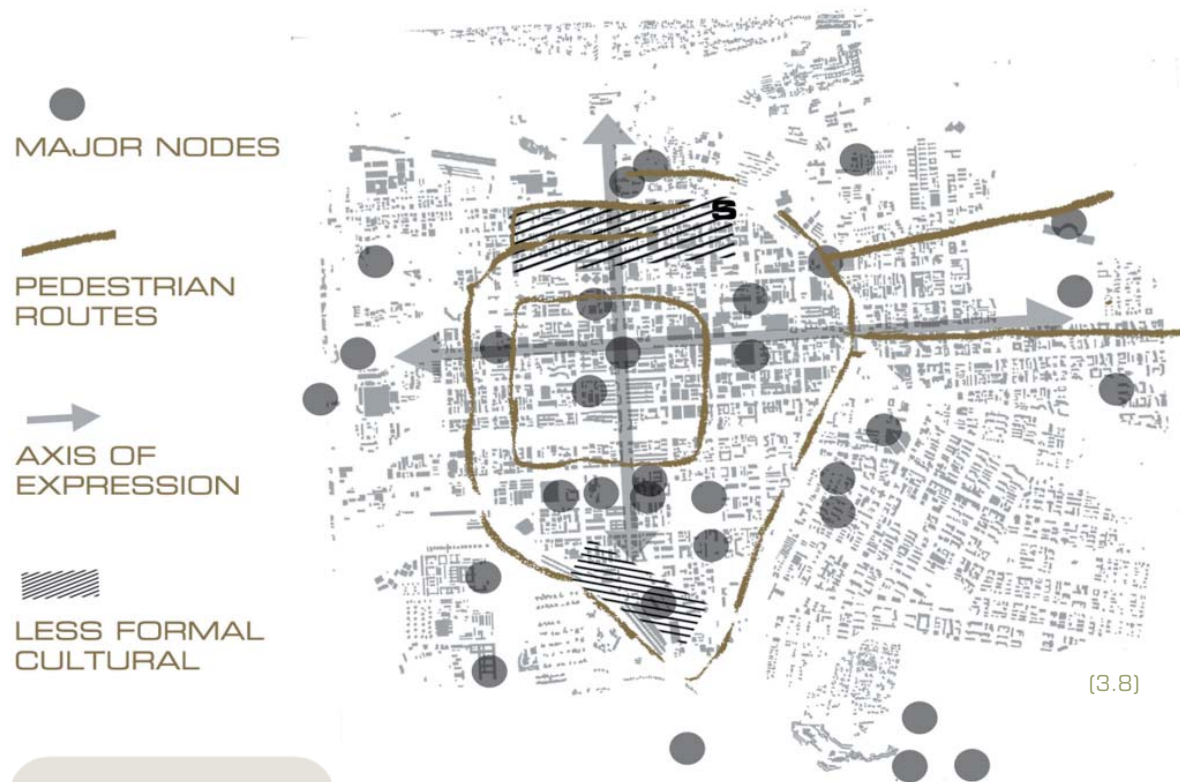 MAJOR NODES
PEDESTRIAN
ROUTES
AXIS OF
EXPRESSION
LESS FORMAL
CULTURAL
S
(3.8)